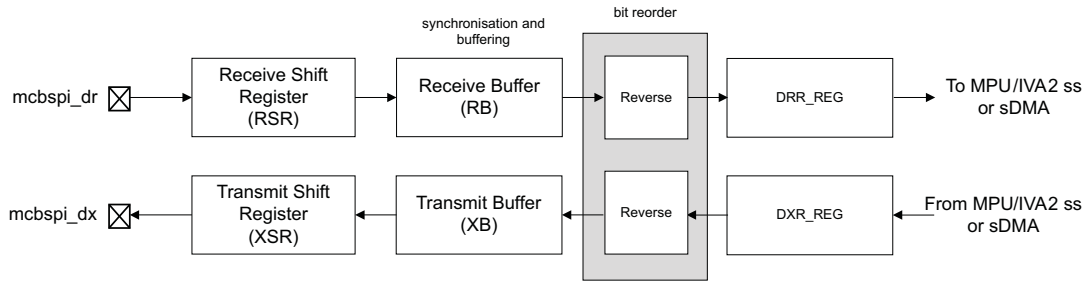 synchronisation and
buffering
bit reorder
mcbspi_dr
Receive Shift
Register
(RSR)
Receive Buffer
(RB)
Reverse
DRR_REG
To MPU/IVA2 ss
or sDMA
mcbspi_dx
Transmit Shift
Register
(XSR)
Transmit Buffer
(XB)
Reverse
DXR_REG
From MPU/IVA2 ss
or sDMA